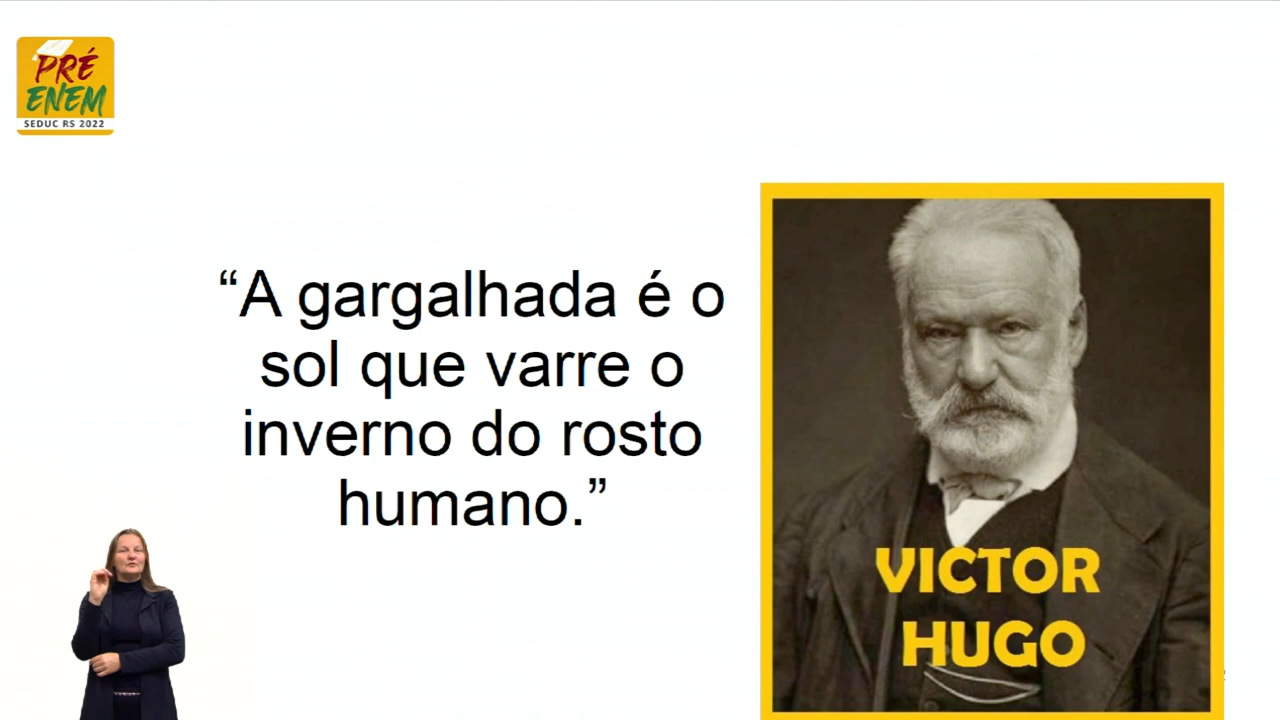 PRÉ
ENEM
SEDUC RS 2022
“A gargalhada é o
sol que varre o
inverno do rosto
humano.”
VICTOR
HUGO